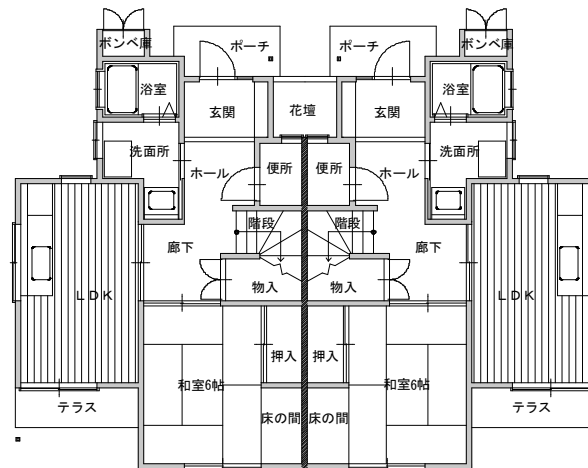 ボンベ庫
ポーチ
ポーチ
ボンベ庫
浴室
玄関
花壇
玄関
浴室
洗面所
ホール
便所
便所
ホール
洗面所
階段
階段
廊下
廊下
LDK
物入
物入
LDK
押入
押入
和室6帖
和室6帖
テラス
床の間
床の間
テラス